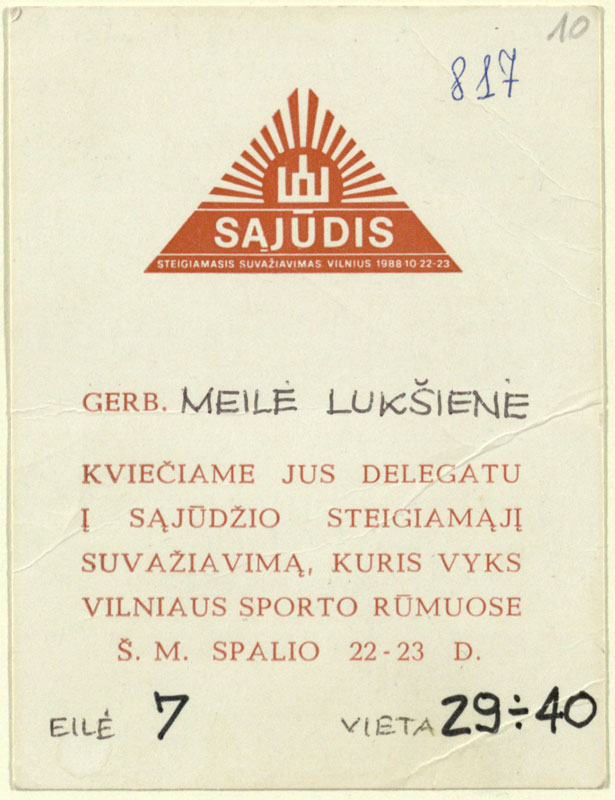 10
817
SĄJŪDIS
STEIGIAMASIS SUVAŽIAVIMAS VILNIUS 1988·10·22-23
GERB. MEILĖ LUKŠIENĖ
KVIEČIAME JUS DELEGATU
Į SĄJŪDŽIO STEIGIAMĄJĮ
SUVAŽIAVIMĄ, KURIS VYKS
VILNIAUS SPORTO RŪMUOSE
Š. M. SPALIO 22-23 D.
EILĖ 7 VIETA 29÷40